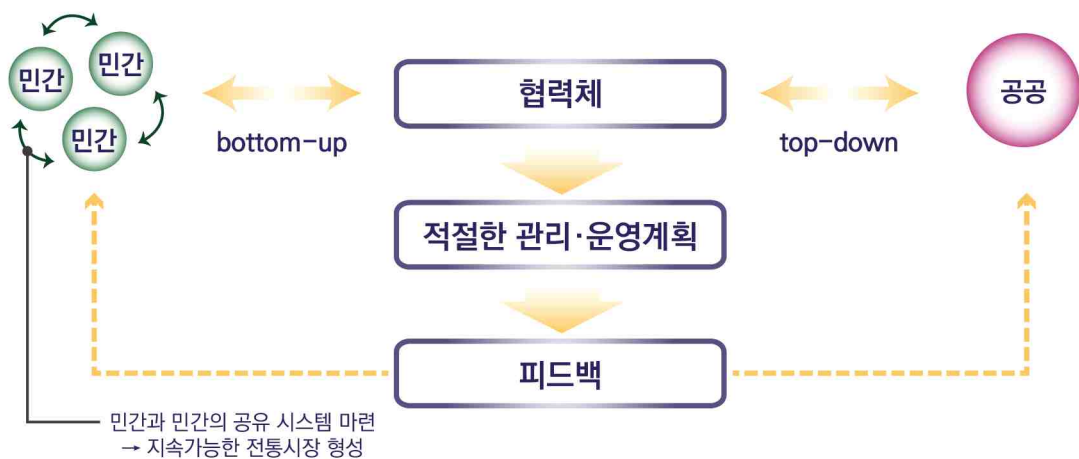 민간
민간
민간
협력체
공공
bottom-up
top-down
적절한 관리·운영계획
피드백
민간과 민간의 공유 시스템 마련
→ 지속가능한 전통시장 형성